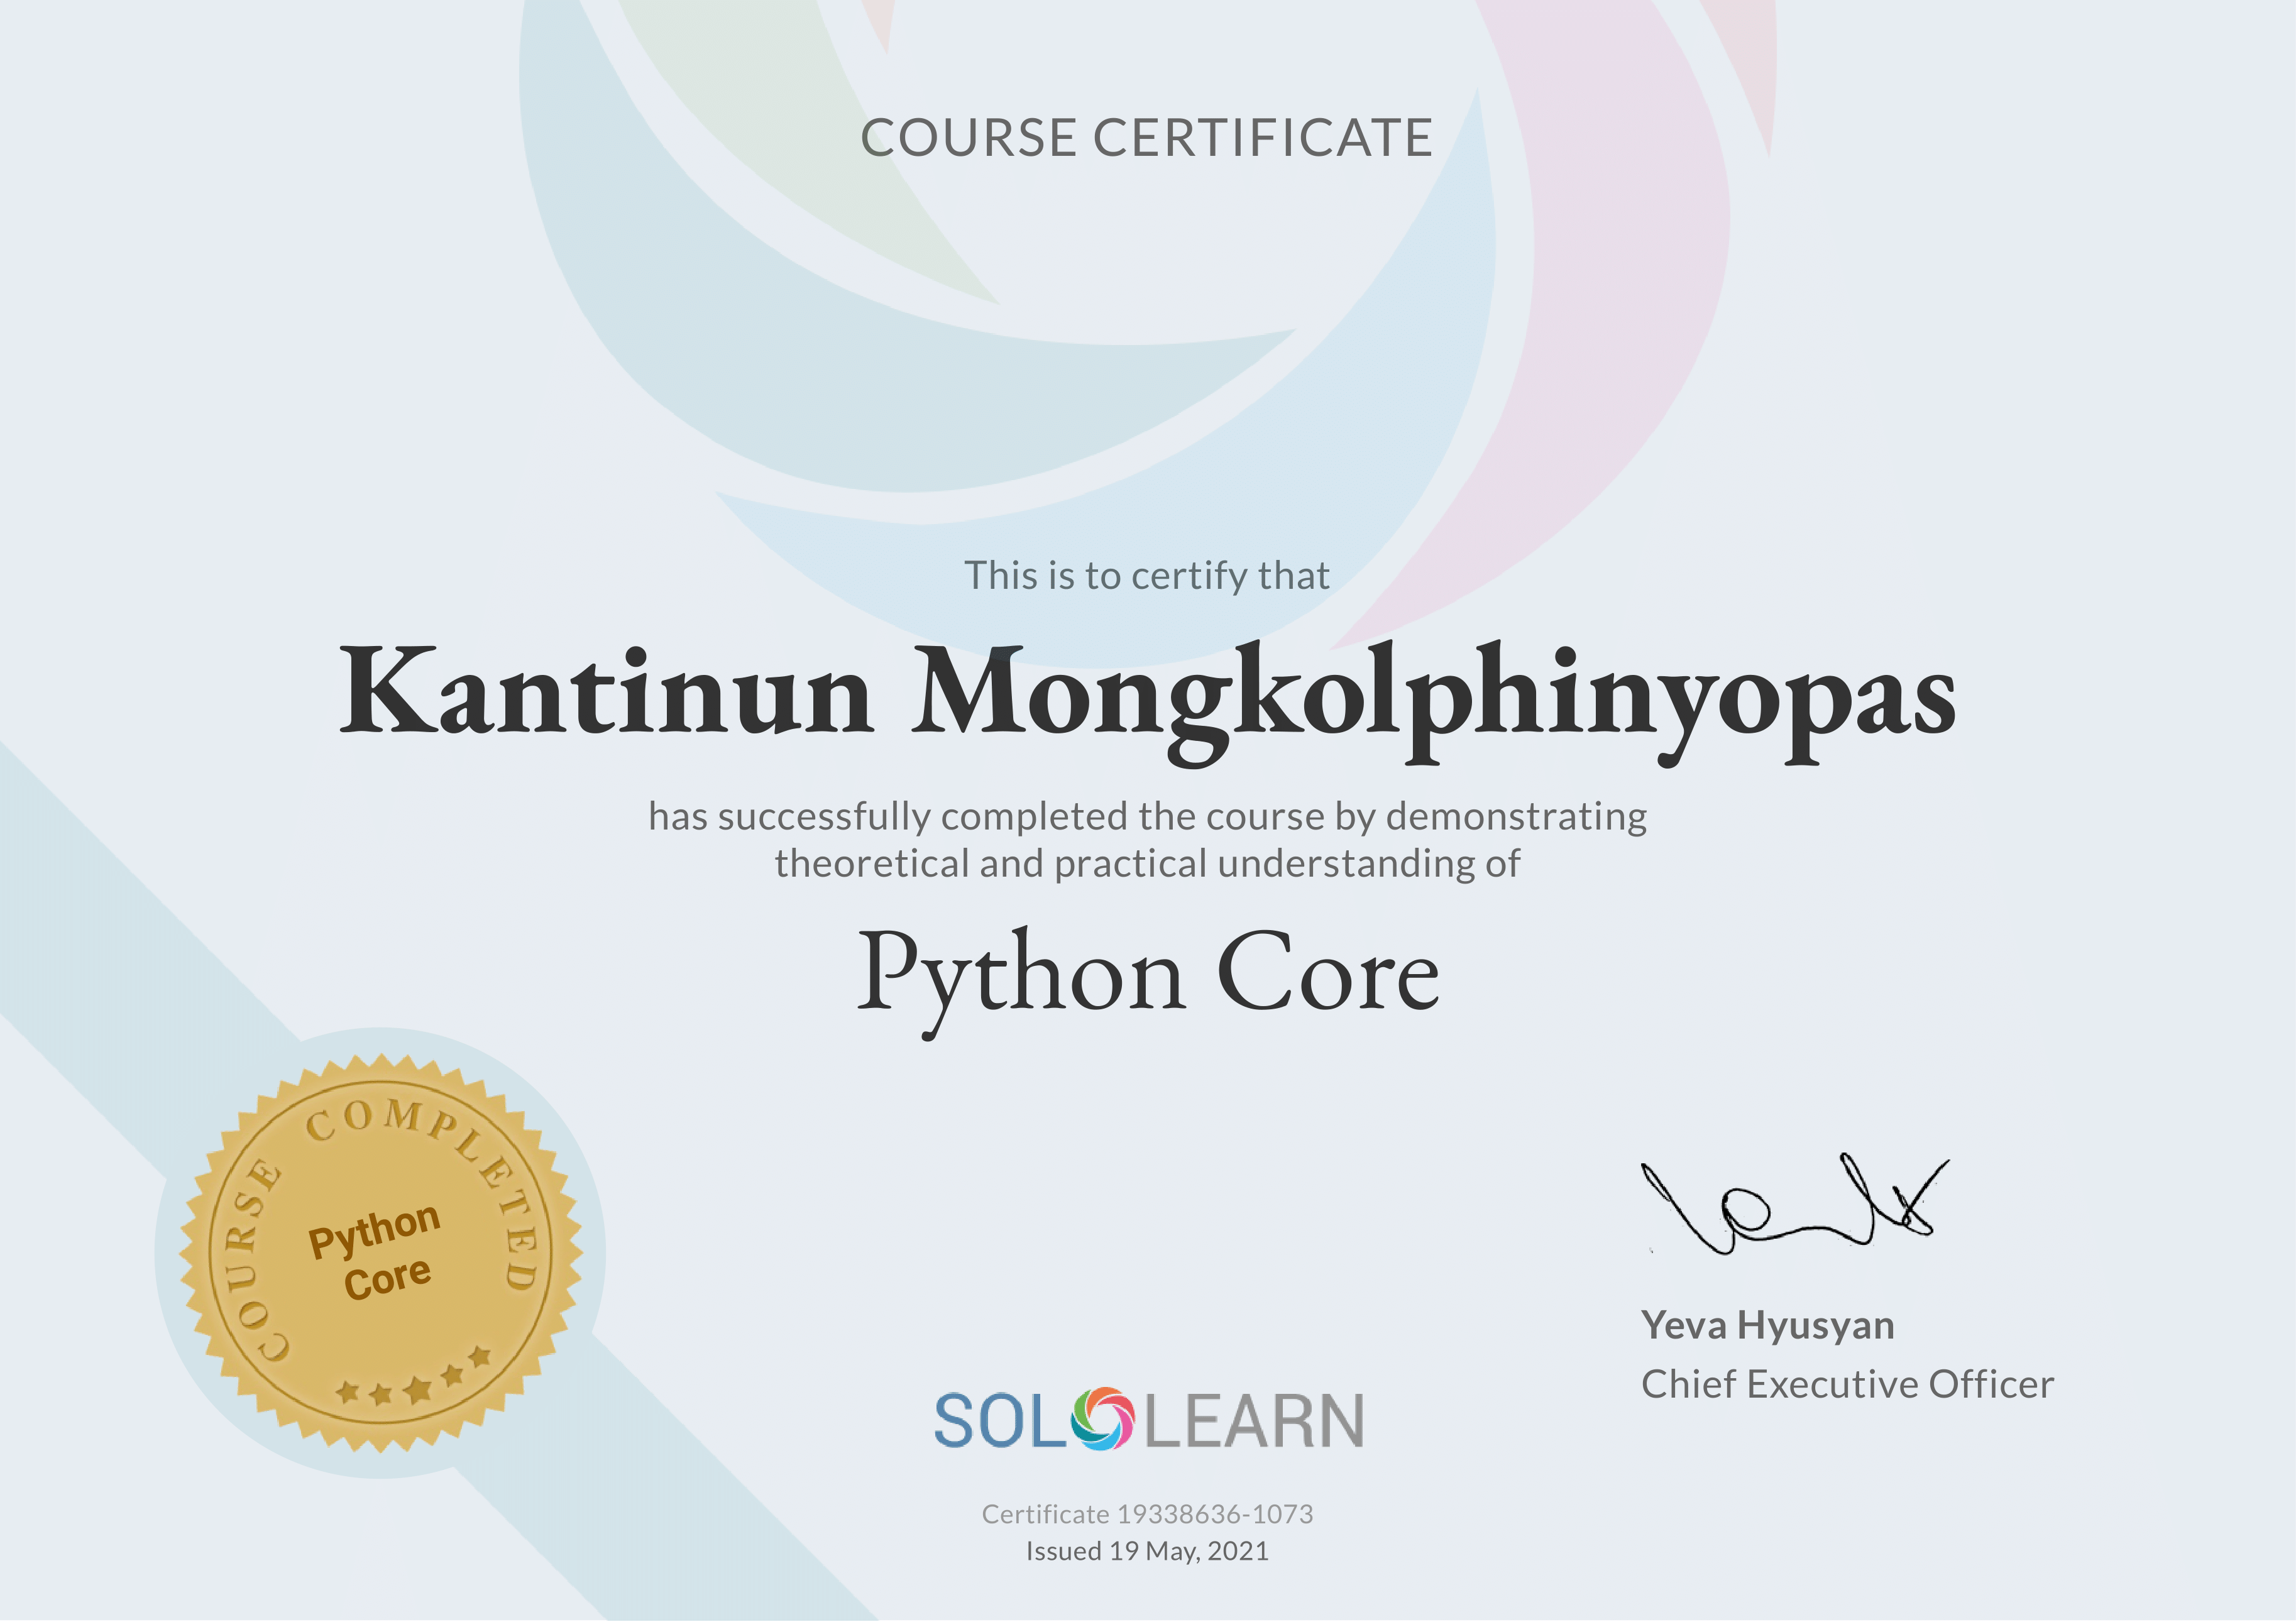 COURSE CERTIFICATE
This is to certify that
Kantinun Mongkolphinyopas
has successfully completed the course by demonstrating
theoretical and practical understanding of
Python Core
COURSE COMPLETED
Python
Core
Yeva Hyusyan
Chief Executive Officer
SOLOLEARN
Certificate 19338636-1073
Issued 19 May, 2021